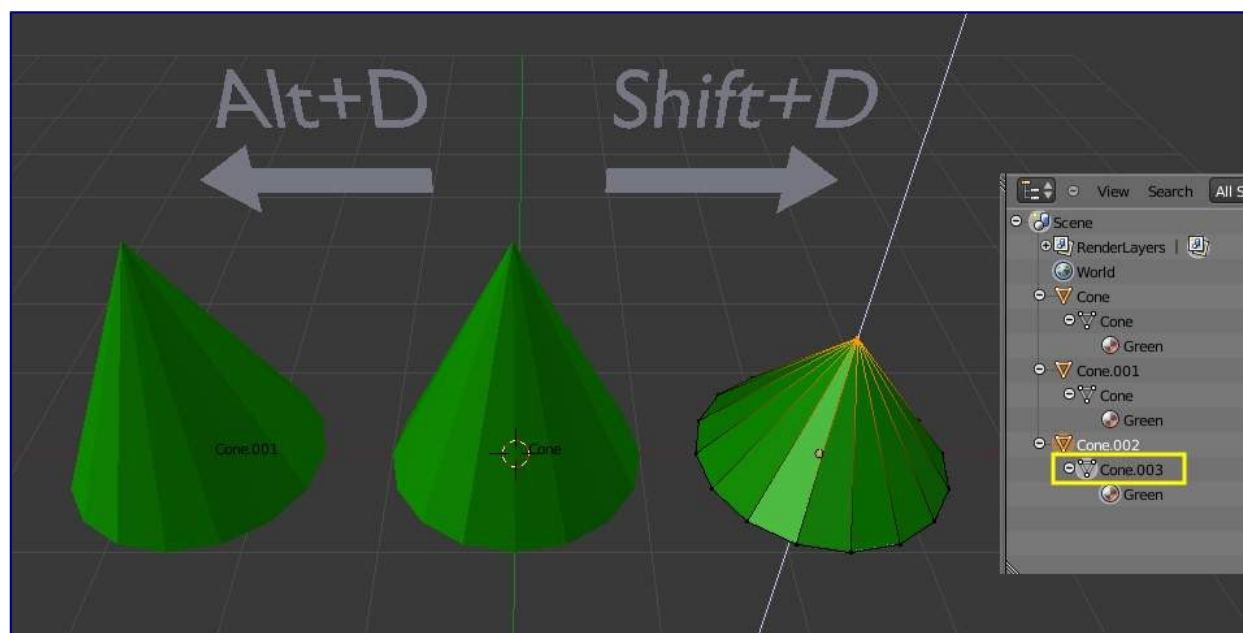 Alt+D
Shift+D
View Search All S
Scene
RenderLayers |
World
Cone
Cone
Green
Cone.001
Cone
Green
Cone.002
Cone.003
Green
Cone.001
Cone